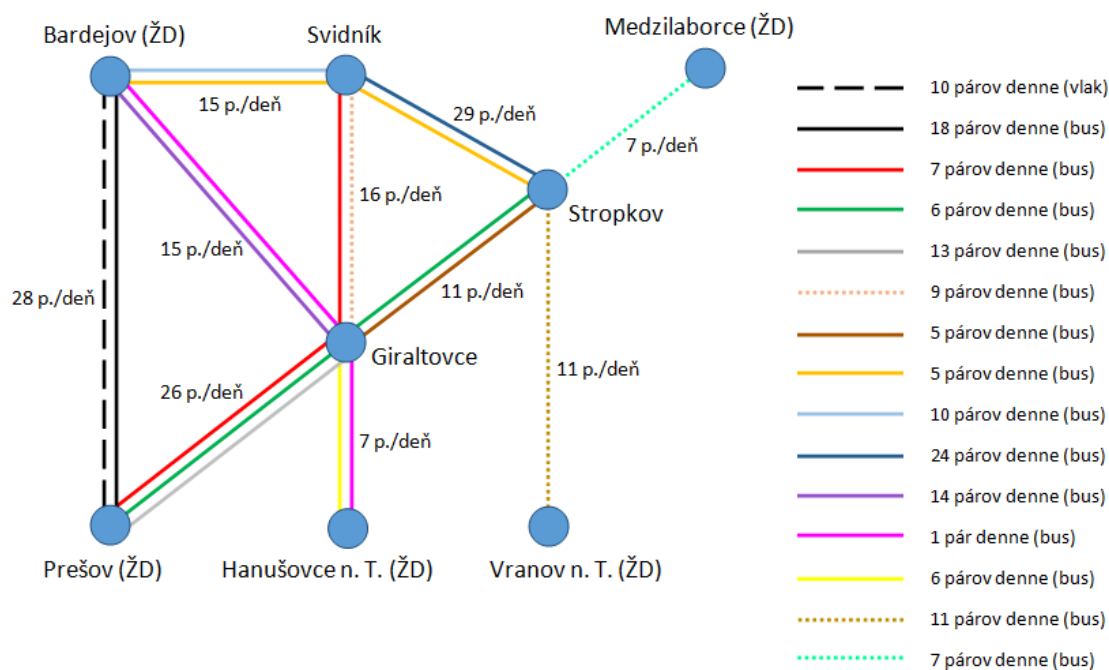 Bardejov (ŽD)
Svidník
Medzilaborce (ŽD)
15 p./deň
29 p./deň
7 p./deň
16 p./deň
Stropkov
15 p./deň
28 p./deň
11 p./deň
Giraltovce
26 p./deň
11 p./deň
7 p./deň
Prešov (ŽD)
Hanušovce n. T. (ŽD)
Vranov n. T. (ŽD)
10 párov denne (vlak)
18 párov denne (bus)
7 párov denne (bus)
6 párov denne (bus)
13 párov denne (bus)
9 párov denne (bus)
5 párov denne (bus)
5 párov denne (bus)
10 párov denne (bus)
24 párov denne (bus)
14 párov denne (bus)
1 pár denne (bus)
6 párov denne (bus)
11 párov denne (bus)
7 párov denne (bus)